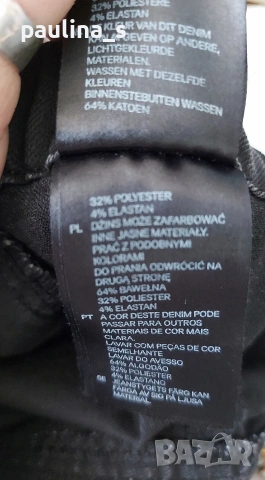 paulina_s
32% POLIESTERE
4% ELASTAN
DE KLEUR VAN DIT DENIM
KAN AFGEVEN OP ANDERE,
LICHTGEKLEURDE
MATERIALEN.
WASSEN MET DEZELFDE
KLEUREN
BINNENSTEBUITEN WASSEN
64% KATOEN
32% POLYESTER
4% ELASTAN
PL DŻINS MOŻE ZAFARBOWAĆ
INNE JASNE MATERIAŁY.
PRAĆ Z PODOBNYMI
KOLORAMI
DO PRANIA ODWRÓCIĆ NA
DRUGĄ STRONĘ
64% BAWEŁNA
32% POLIESTER
4% ELASTAN
PT A COR DESTE DENIM PODE
PASSAR PARA OUTROS
MATERIAIS DE COR MAIS
CLARA.
LAVAR COM PEÇAS DE COR
SEMELHANTE
LAVAR DO AVESSO
64% ALGODÃO
32% POLIÉSTER
4% ELASTANO
SE JEANSTYGETS FÄRG KAN
FÄRGA AV SIG PÅ LJUSA
MATERIAL
BAZAR